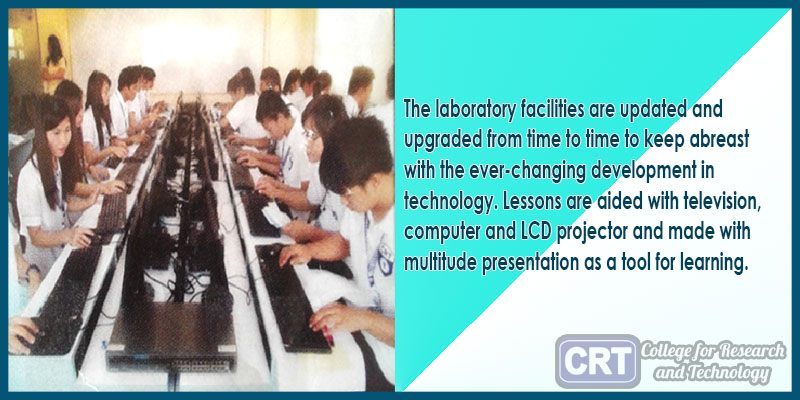 The laboratory facilities are updated and
upgraded from time to time to keep abreast
with the ever-changing development in
technology. Lessons are aided with television,
computer and LCD projector and made with
multitude presentation as a tool for learning.
CRT College for Research
and Technology